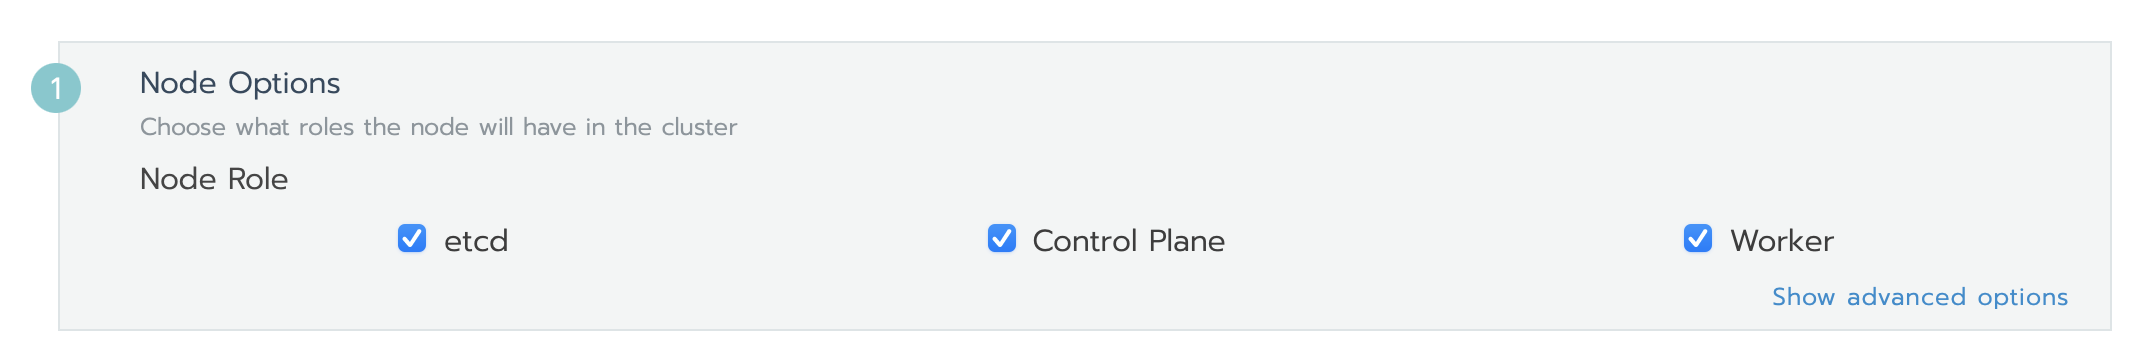 1
Node Options
Choose what roles the node will have in the cluster
Node Role
etcd
Control Plane
Worker
Show advanced options